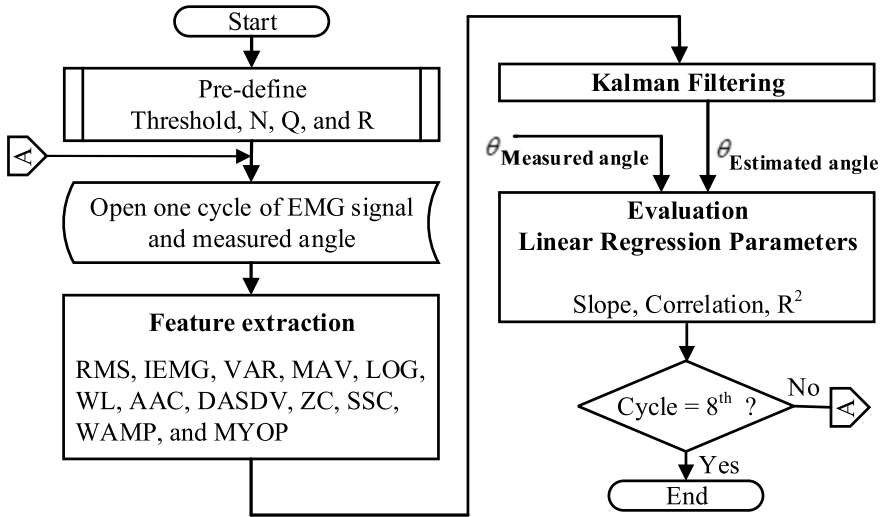 Start
Pre-define
Threshold, N, Q, and R
A
Open one cycle of EMG signal
and measured angle
Feature extraction
RMS, IEMG, VAR, MAV, LOG,
WL, AAC, DASDV, ZC, SSC,
WAMP, and MYOP
Kalman Filtering
θ Measured angle
θ Estimated angle
Evaluation
Linear Regression Parameters
Slope, Correlation, R²
Cycle = 8ᵗʰ ?
No
A
Yes
End